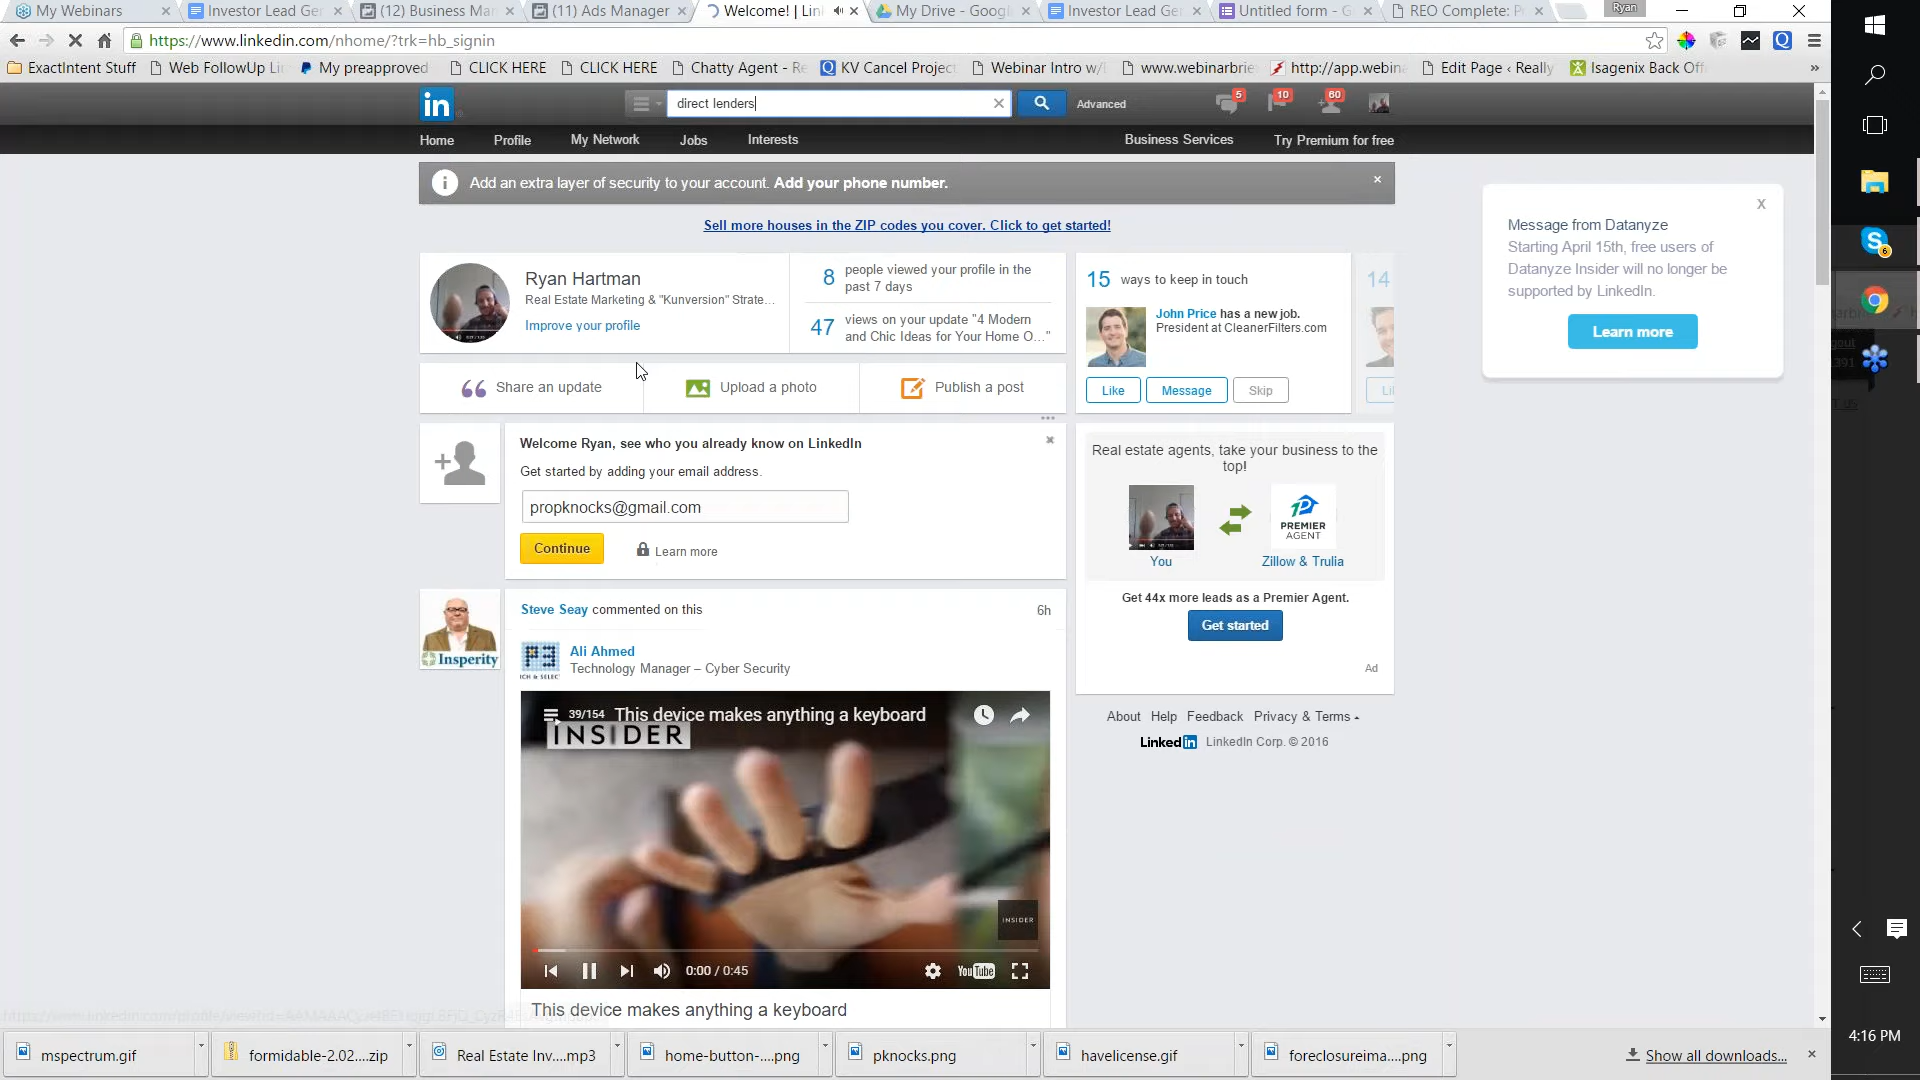 My Webinars
Investor Lead Ger
(12) Business Mar
(11) Ads Manager
Welcome! | Lin
My Drive - Googl
Investor Lead Ger
Untitled form - G
REO Complete: P
Ryan
https://www.linkedin.com/nhome/?trk=hb_signin
ExactIntent Stuff
Web FollowUp Li
My preapproved
CLICK HERE
CLICK HERE
Chatty Agent - Re
KV Cancel Project
Webinar Intro w/
www.webinarbrie
http://app.webina
Edit Page ‹ Really
Isagenix Back Off
»
in
direct lenders
Advanced
5
10
60
Home
Profile
My Network
Jobs
Interests
Business Services
Try Premium for free
Add an extra layer of security to your account. Add your phone number.
Sell more houses in the ZIP codes you cover. Click to get started!
X
Message from Datanyze
Starting April 15th, free users of
Datanyze Insider will no longer be
supported by LinkedIn.
Learn more
Ryan Hartman
Real Estate Marketing & "Kunversion" Strate...
Improve your profile
8 people viewed your profile in the
past 7 days
47 views on your update "4 Modern
and Chic Ideas for Your Home O..."
15 ways to keep in touch
14
John Price has a new job.
President at CleanerFilters.com
Like
Message
Skip
Li
Share an update
Upload a photo
Publish a post
Welcome Ryan, see who you already know on LinkedIn
Get started by adding your email address.
propknocks@gmail.com
Continue
Learn more
Real estate agents, take your business to the
top!
PREMIER
AGENT
You
Zillow & Trulia
Get 44x more leads as a Premier Agent.
Get started
Ad
About Help Feedback Privacy & Terms
Linked in LinkedIn Corp. © 2016
Insperity
Steve Seay commented on this
6h
Ali Ahmed
Technology Manager – Cyber Security
39/154 This device makes anything a keyboard
INSIDER
INSIDER
0:00 / 0:45
YouTube
This device makes anything a keyboard
mspectrum.gif
formidable-2.02....zip
Real Estate Inv....mp3
home-button-....png
pknocks.png
havelicense.gif
foreclosureima....png
Show all downloads...
6
4:16 PM